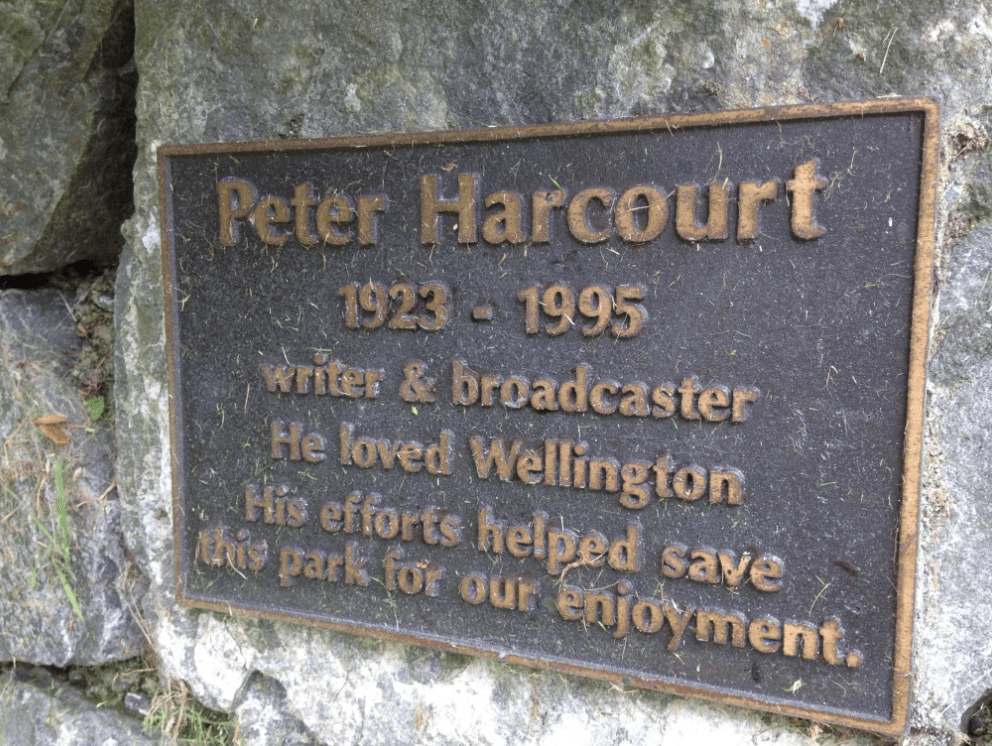 Peter Harcourt
1923 - 1995
writer & broadcaster
He loved Wellington
His efforts helped save
this park for our enjoyment.